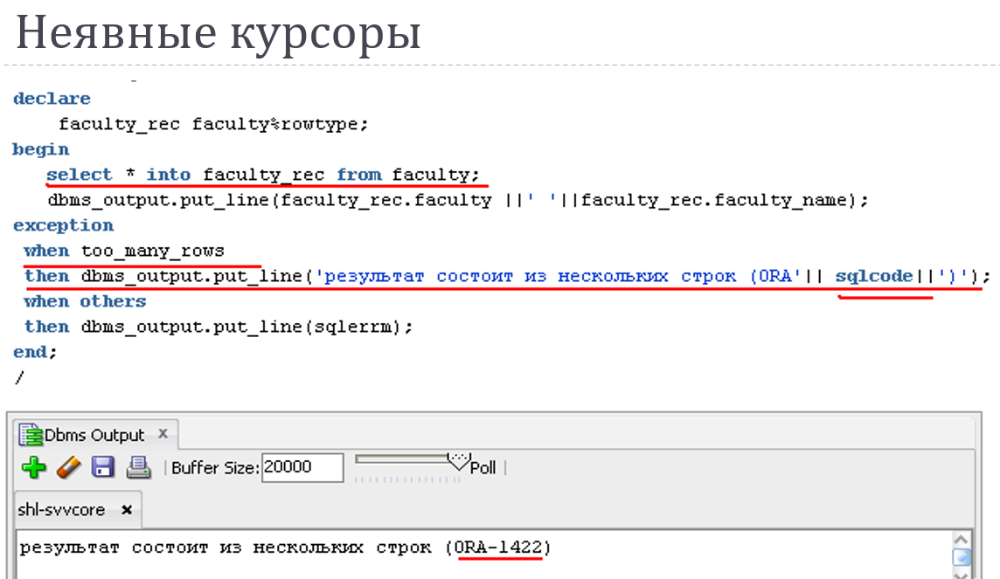 Неявные курсоры
declare
faculty_rec faculty%rowtype;
begin
select * into faculty_rec from faculty;
dbms_output.put_line(faculty_rec.faculty ||' '||faculty_rec.faculty_name);
exception
when too_many_rows
then dbms_output.put_line('результат состоит из нескольких строк (ORA'|| sqlcode||')');
when others
then dbms_output.put_line(sqlerrm);
end;
/
Dbms Output x
Buffer Size: 20000 Poll
shl-svvcore x
результат состоит из нескольких строк (ORA-1422)